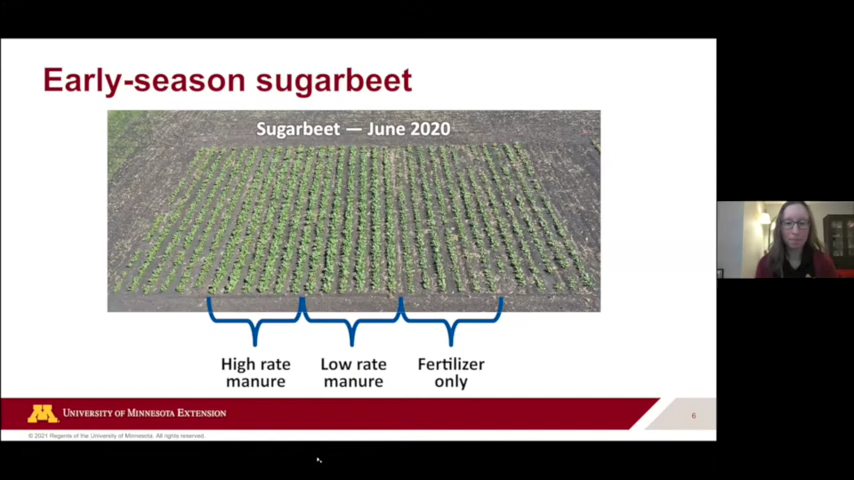 Early-season sugarbeet
Sugarbeet — June 2020
High rate
manure
Low rate
manure
Fertilizer
only
M
UNIVERSITY OF MINNESOTA EXTENSION
6
© 2021 Regents of the University of Minnesota. All rights reserved.